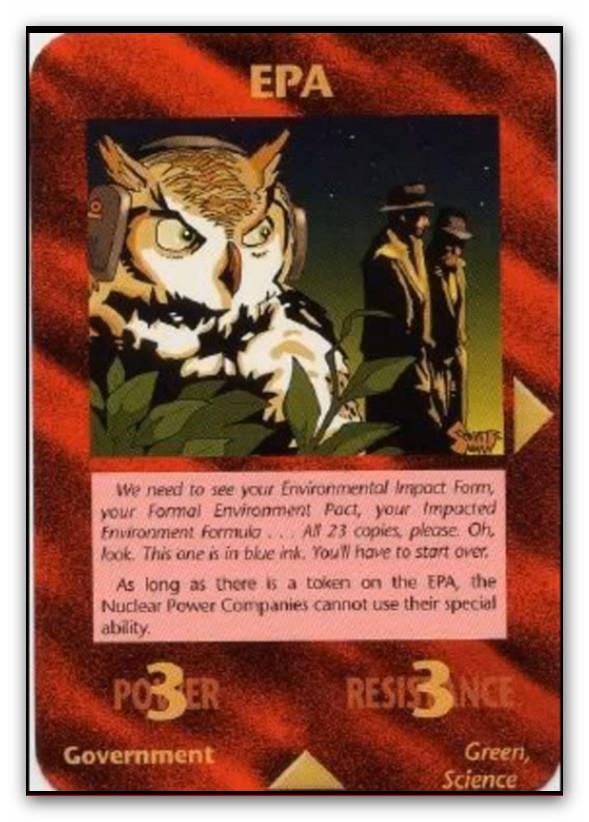 EPA
We need to see your Environmental Impact Form,
your Formal Environment Pact, your Impacted
Environment Formula . . . All 23 copies, please. Oh,
look. This one is in blue ink. You'll have to start over.
As long as there is a token on the EPA, the
Nuclear Power Companies cannot use their special
ability.
POWER 3 RESISTANCE 3
Government
Green,
Science